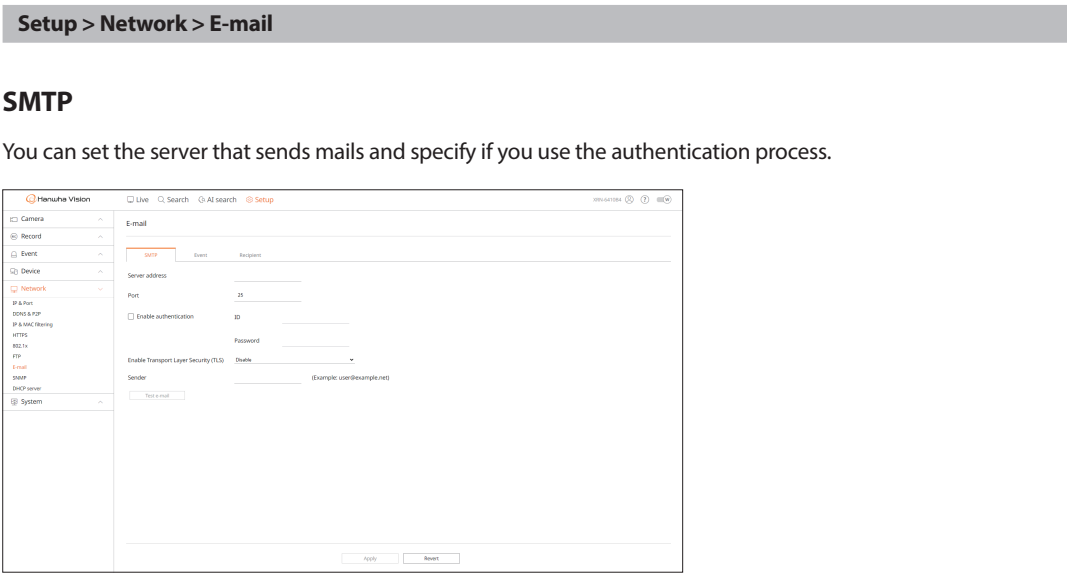 Setup > Network > E-mail
SMTP
You can set the server that sends mails and specify if you use the authentication process.
Hanwha Vision
Live Search AI search Setup
Camera
Record
Event
Device
Network
IP & Port
DDNS & P2P
IP & MAC filtering
HTTPS
802.1x
FTP
E-mail
SNMP
DHCP server
System
E-mail
SMTP Event Recipient
Server address
Port 25
Enable authentication ID
Password
Enable Transport Layer Security (TLS) Disable
Sender (Example: user@example.net)
Test e-mail
Apply Revert